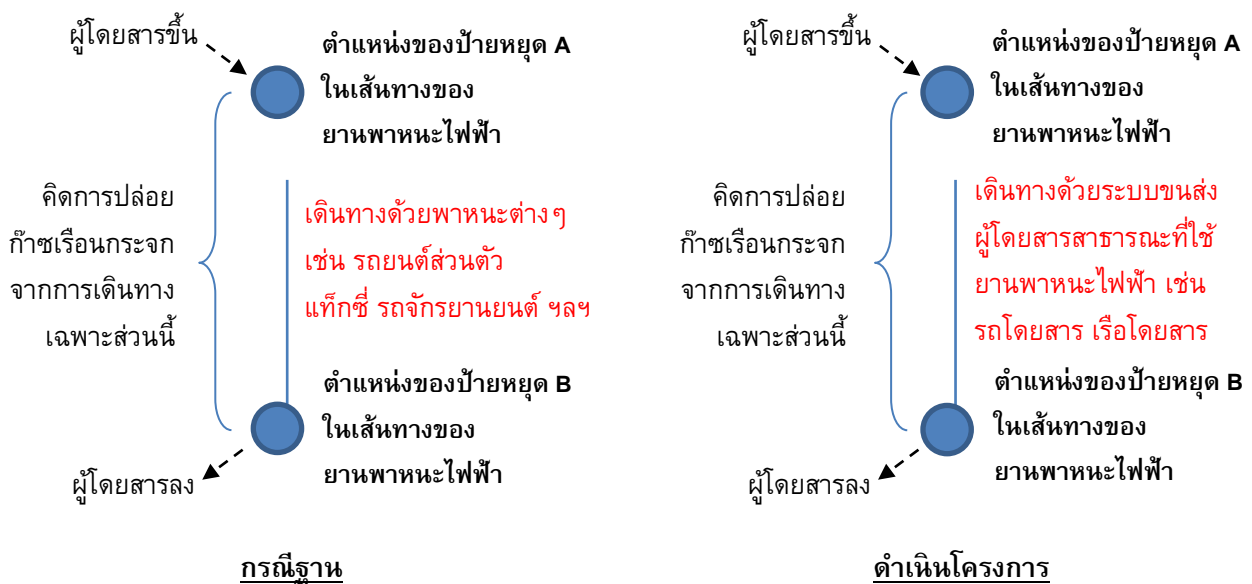 ผู้โดยสารขึ้น
ตำแหน่งของป้ายหยุด A
ในเส้นทางของ
ยานพาหนะไฟฟ้า
คิดการปล่อย
ก๊าซเรือนกระจก
จากการเดินทาง
เฉพาะส่วนนี้
เดินทางด้วยพาหนะต่างๆ
เช่น รถยนต์ส่วนตัว
แท็กซี่ รถจักรยานยนต์ ฯลฯ
ตำแหน่งของป้ายหยุด B
ในเส้นทางของ
ยานพาหนะไฟฟ้า
ผู้โดยสารลง
กรณีฐาน
ผู้โดยสารขึ้น
ตำแหน่งของป้ายหยุด A
ในเส้นทางของ
ยานพาหนะไฟฟ้า
คิดการปล่อย
ก๊าซเรือนกระจก
จากการเดินทาง
เฉพาะส่วนนี้
เดินทางด้วยระบบขนส่ง
ผู้โดยสารสาธารณะที่ใช้
ยานพาหนะไฟฟ้า เช่น
รถโดยสาร เรือโดยสาร
ตำแหน่งของป้ายหยุด B
ในเส้นทางของ
ยานพาหนะไฟฟ้า
ผู้โดยสารลง
ดำเนินโครงการ